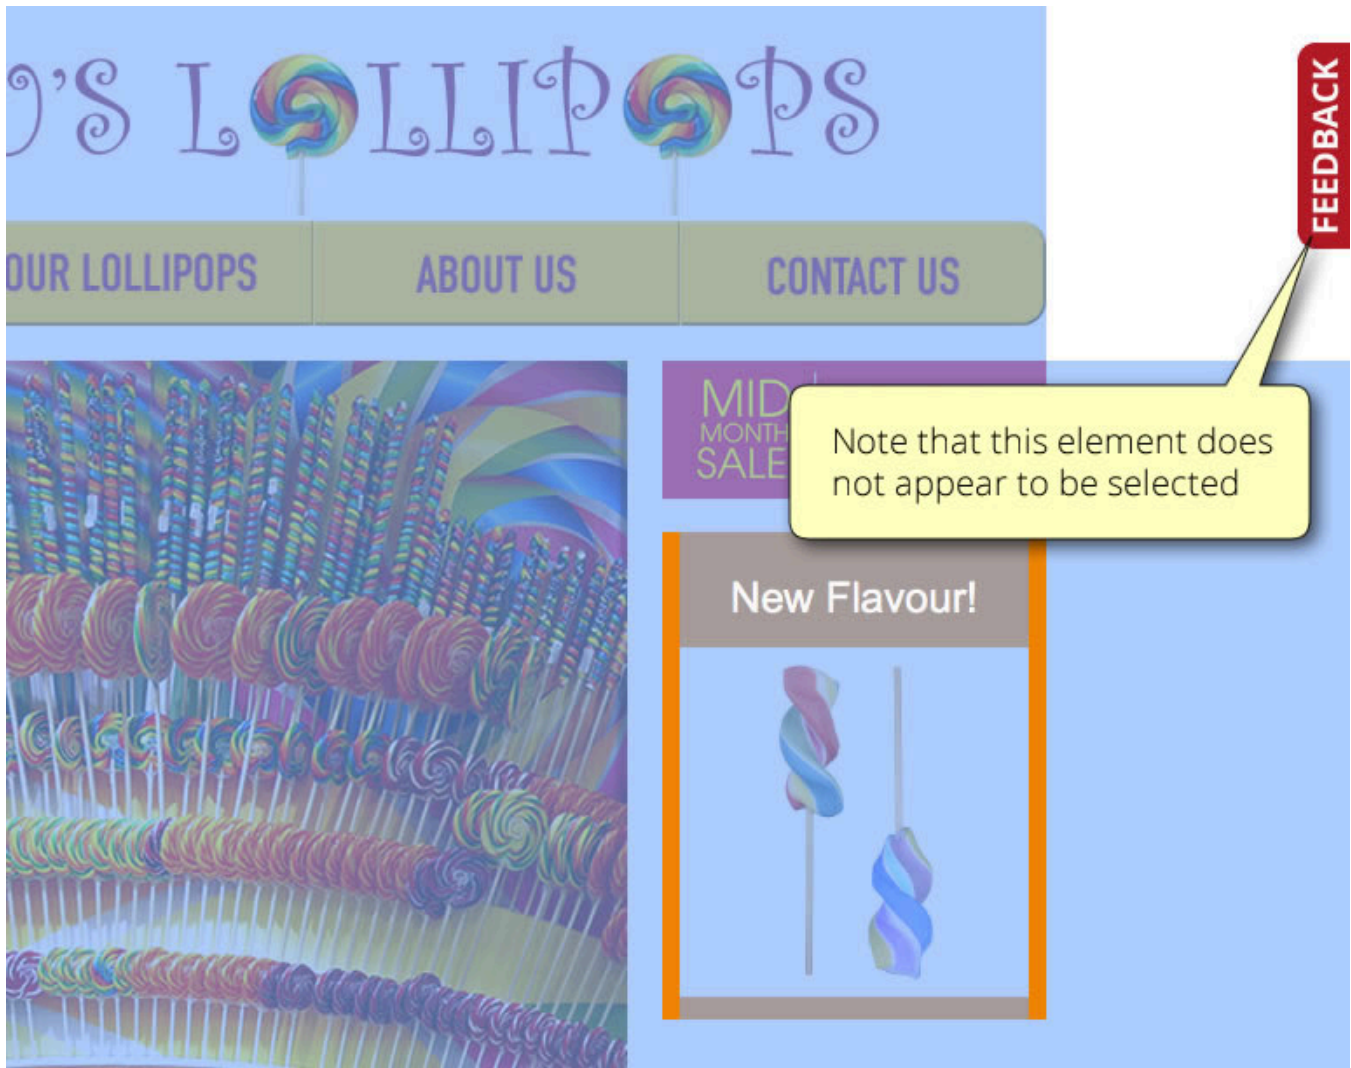 'S LOLLIPOPS
FEEDBACK
OUR LOLLIPOPS
ABOUT US
CONTACT US
MID
MONTH
SALE
Note that this element does
not appear to be selected
New Flavour!